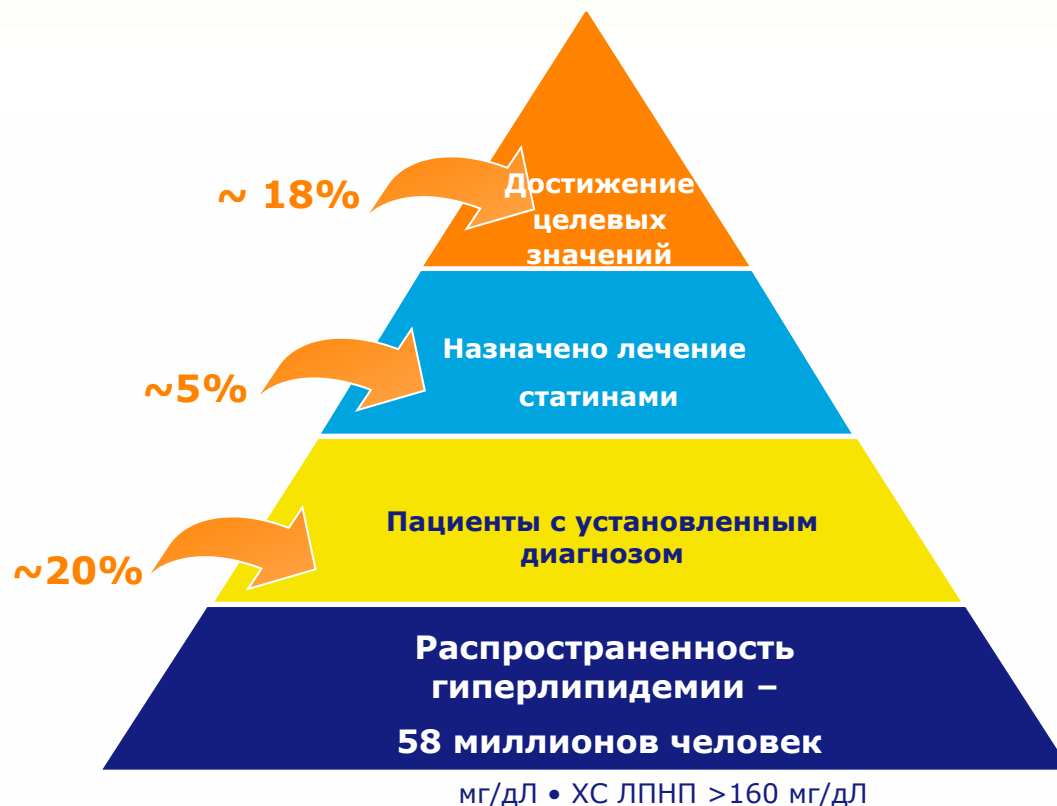 ~ 18%
Достижение
целевых
значений
~5%
Назначено лечение
статинами
~20%
Пациенты с установленным
диагнозом
Распространенность
гиперлипидемии –
58 миллионов человек
мг/дЛ • ХС ЛПНП >160 мг/дЛ